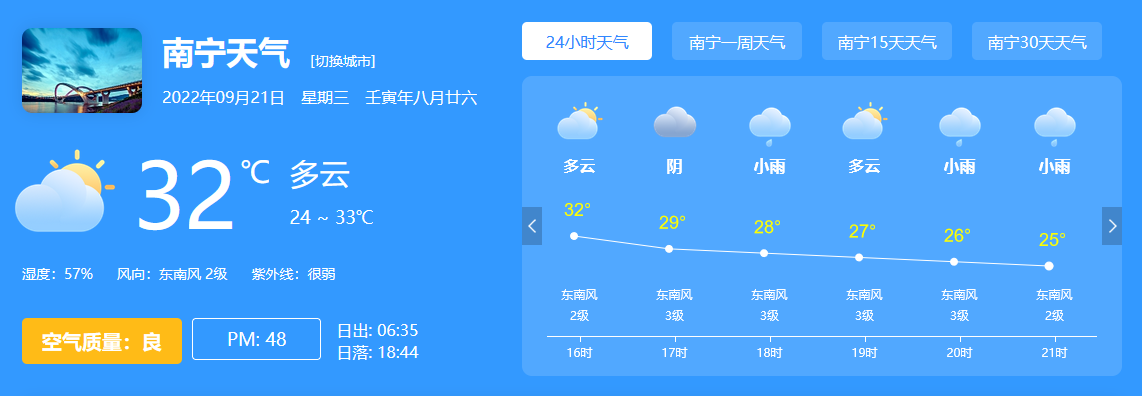 南宁天气 [切换城市]
2022年09月21日 星期三 壬寅年八月廿六
32℃ 多云
24 ~ 33℃
湿度：57% 风向：东南风 2级 紫外线：很弱
空气质量：良 PM: 48 日出: 06:35
日落: 18:44
24小时天气 南宁一周天气 南宁15天天气 南宁30天天气
多云 阴 小雨 多云 小雨 小雨
32° 29° 28° 27° 26° 25°
东南风 东南风 东南风 东南风 东南风 东南风
2级 3级 3级 3级 3级 2级
16时 17时 18时 19时 20时 21时